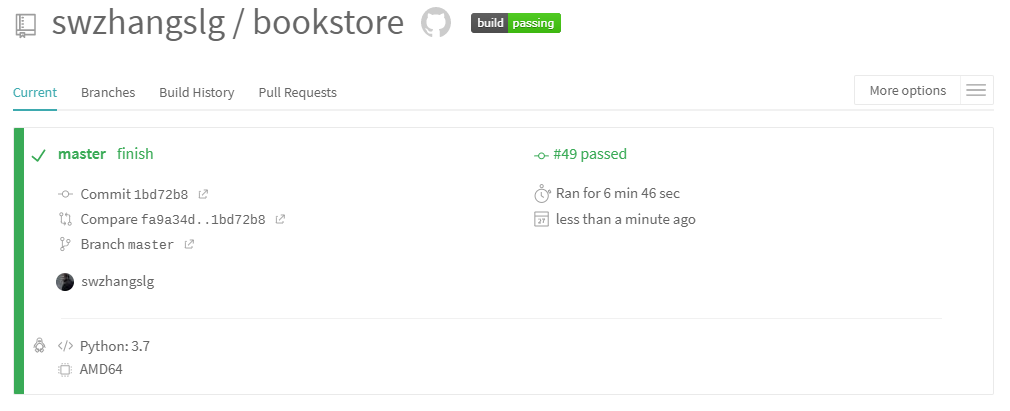 swzhangslg / bookstore build passing
Current Branches Build History Pull Requests More options
master finish #49 passed
Commit 1bd72b8 Ran for 6 min 46 sec
Compare fa9a34d..1bd72b8 27 less than a minute ago
Branch master
swzhangslg
</> Python: 3.7
AMD64